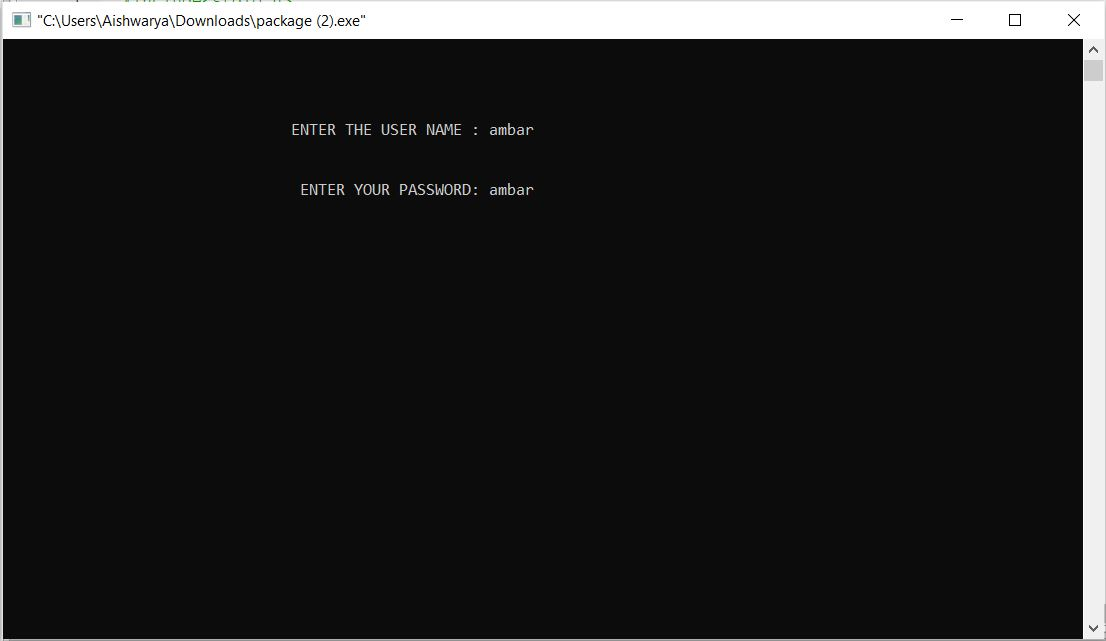 "C:\Users\Aishwarya\Downloads\package (2).exe"
ENTER THE USER NAME : ambar
ENTER YOUR PASSWORD: ambar